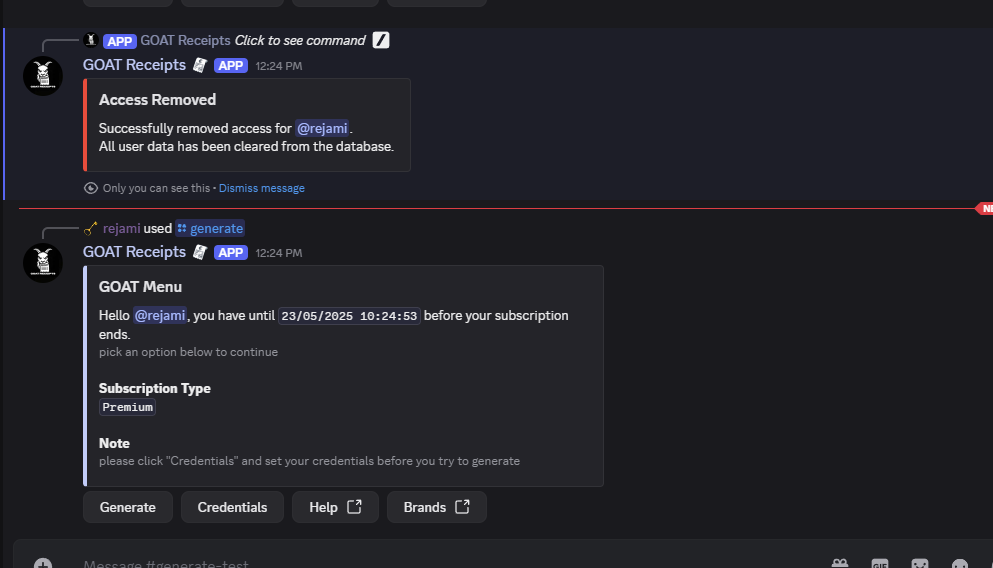 APP GOAT Receipts Click to see command
GOAT Receipts APP 12:24 PM
Access Removed
Successfully removed access for @rejami.
All user data has been cleared from the database.
Only you can see this • Dismiss message
rejami used generate
GOAT Receipts APP 12:24 PM
GOAT Menu
Hello @rejami, you have until 23/05/2025 10:24:53 before your subscription
ends.
pick an option below to continue
Subscription Type
Premium
Note
please click "Credentials" and set your credentials before you try to generate
Generate Credentials Help Brands
Message #generate-test
GIF